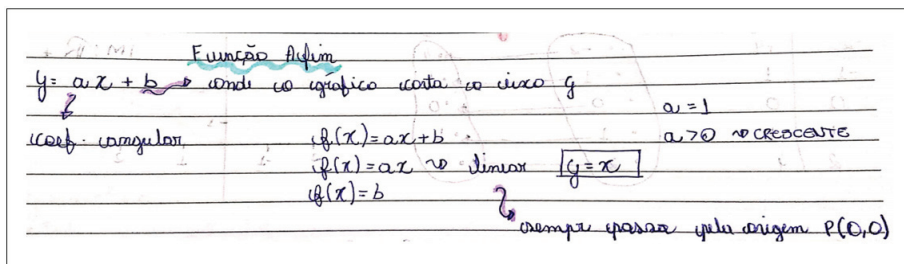 Função Afim
y = ax + b → onde o gráfico corta o eixo y
coef. angular
a = 1
f(x) = ax + b
a > 0 → CRESCENTE
f(x) = ax → linear y = x
f(x) = b
sempre passa pela origem P(0,0)